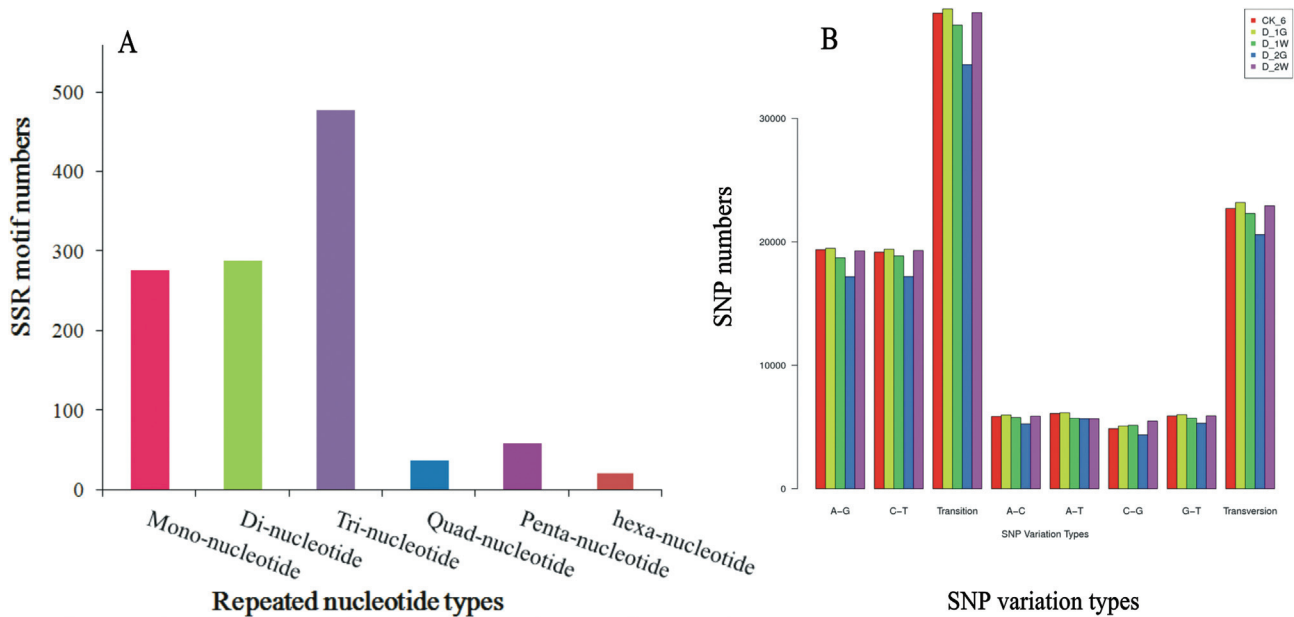 A
SSR motif numbers
500
400
300
200
100
0
Mono-nucleotide
Di-nucleotide
Tri-nucleotide
Quad-nucleotide
Penta-nucleotide
hexa-nucleotide
Repeated nucleotide types
B
CK_6
D_1G
D_1W
D_2G
D_2W
SNP numbers
30000
20000
10000
0
A−G
C−T
Transition
A−C
A−T
C−G
G−T
Transversion
SNP Variation Types
SNP variation types